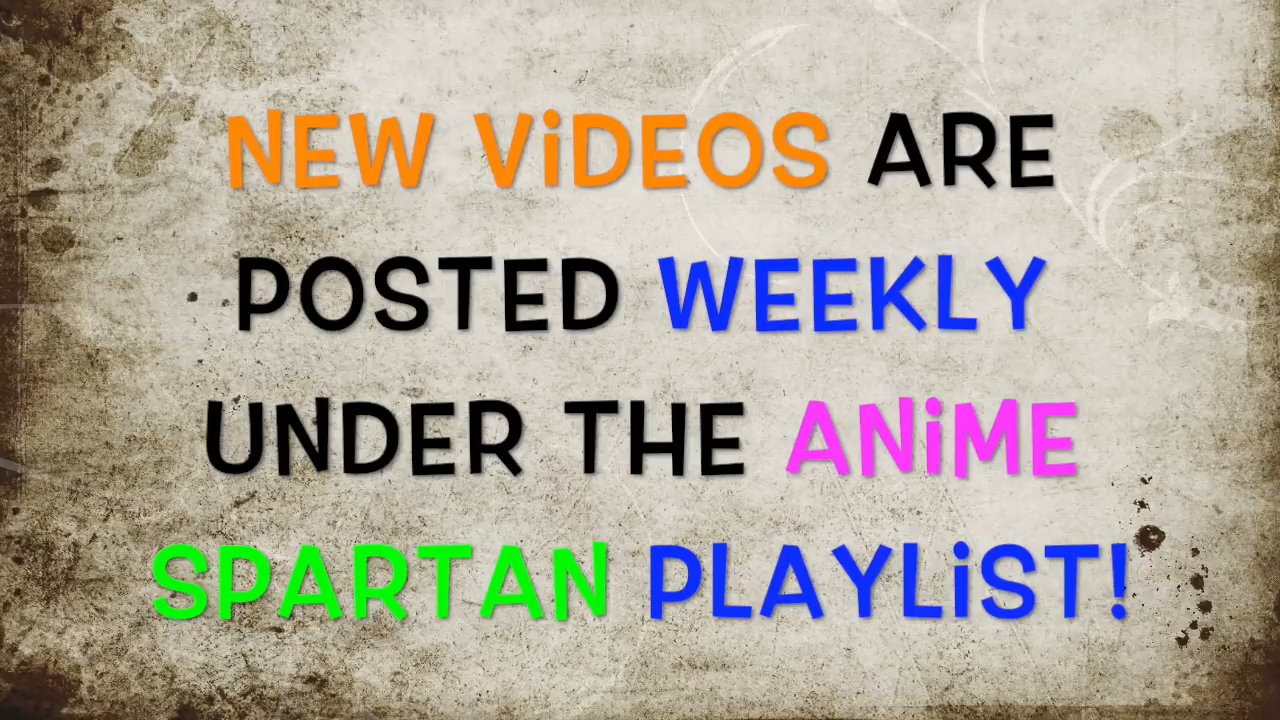 NEW ViDEOS ARE
POSTED WEEKLY
UNDER THE ANiME
SPARTAN PLAYLiST!